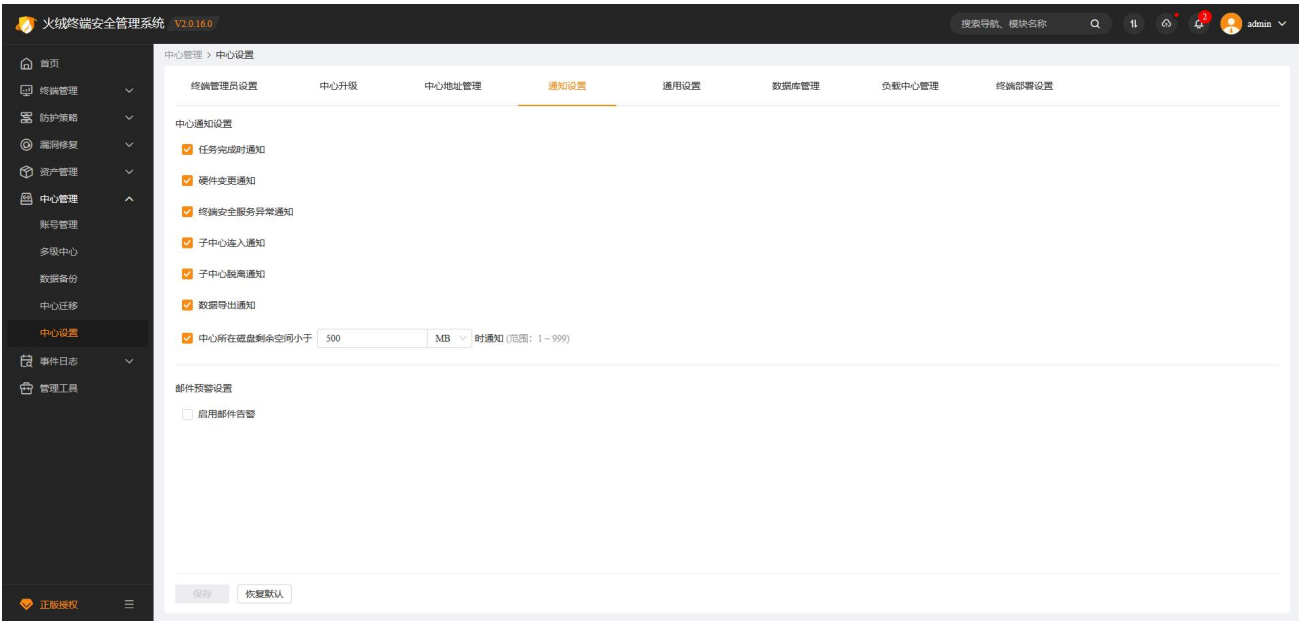 火绒终端安全管理系统 V2.0.16.0
搜索导航、模块名称
2
admin
首页
终端管理
防护策略
漏洞修复
资产管理
中心管理
账号管理
多级中心
数据备份
中心迁移
中心设置
事件日志
管理工具
正版授权
中心管理 > 中心设置
终端管理员设置 中心升级 中心地址管理 通知设置 通用设置 数据库管理 负载中心管理 终端部署设置
中心通知设置
任务完成时通知
硬件变更通知
终端安全服务异常通知
子中心连入通知
子中心脱离通知
数据导出通知
中心所在磁盘剩余空间小于 500 MB 时通知 (范围：1 ~ 999)
邮件预警设置
启用邮件告警
保存 恢复默认